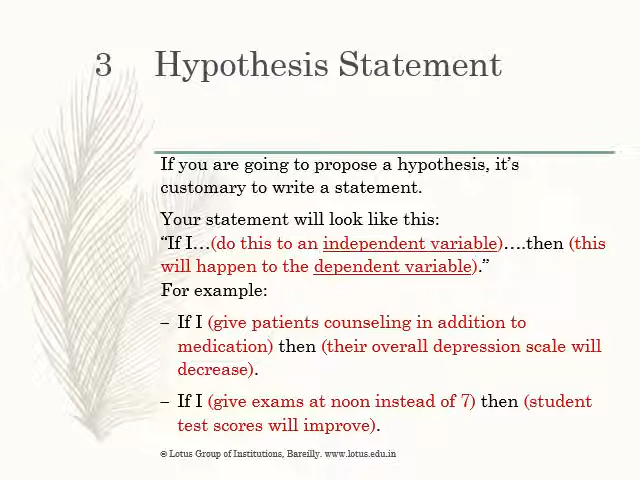 3 Hypothesis Statement
If you are going to propose a hypothesis, it’s
customary to write a statement.
Your statement will look like this:
“If I…(do this to an independent variable)….then (this
will happen to the dependent variable).”
For example:
– If I (give patients counseling in addition to
medication) then (their overall depression scale will
decrease).
– If I (give exams at noon instead of 7) then (student
test scores will improve).
© Lotus Group of Institutions, Bareilly. www.lotus.edu.in